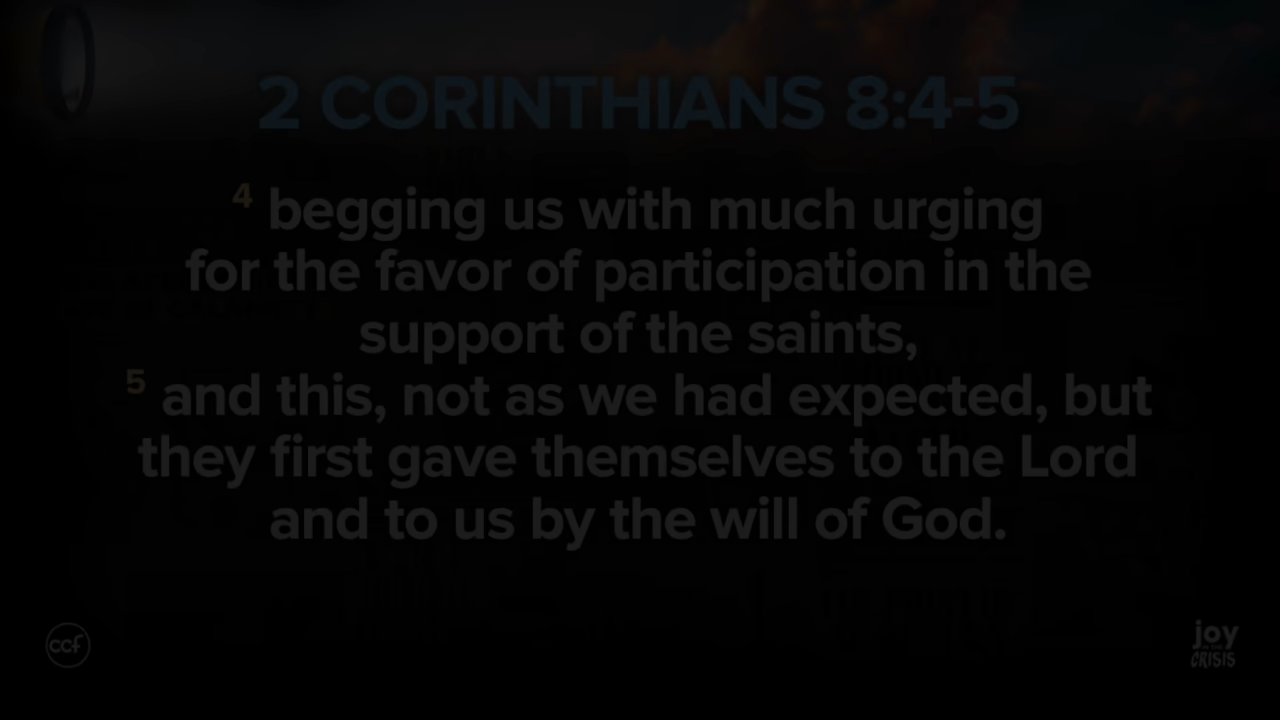 2 CORINTHIANS 8:4-5
4 begging us with much urging
for the favor of participation in the
support of the saints,
5 and this, not as we had expected, but
they first gave themselves to the Lord
and to us by the will of God.
ccf
joy
CRISIS